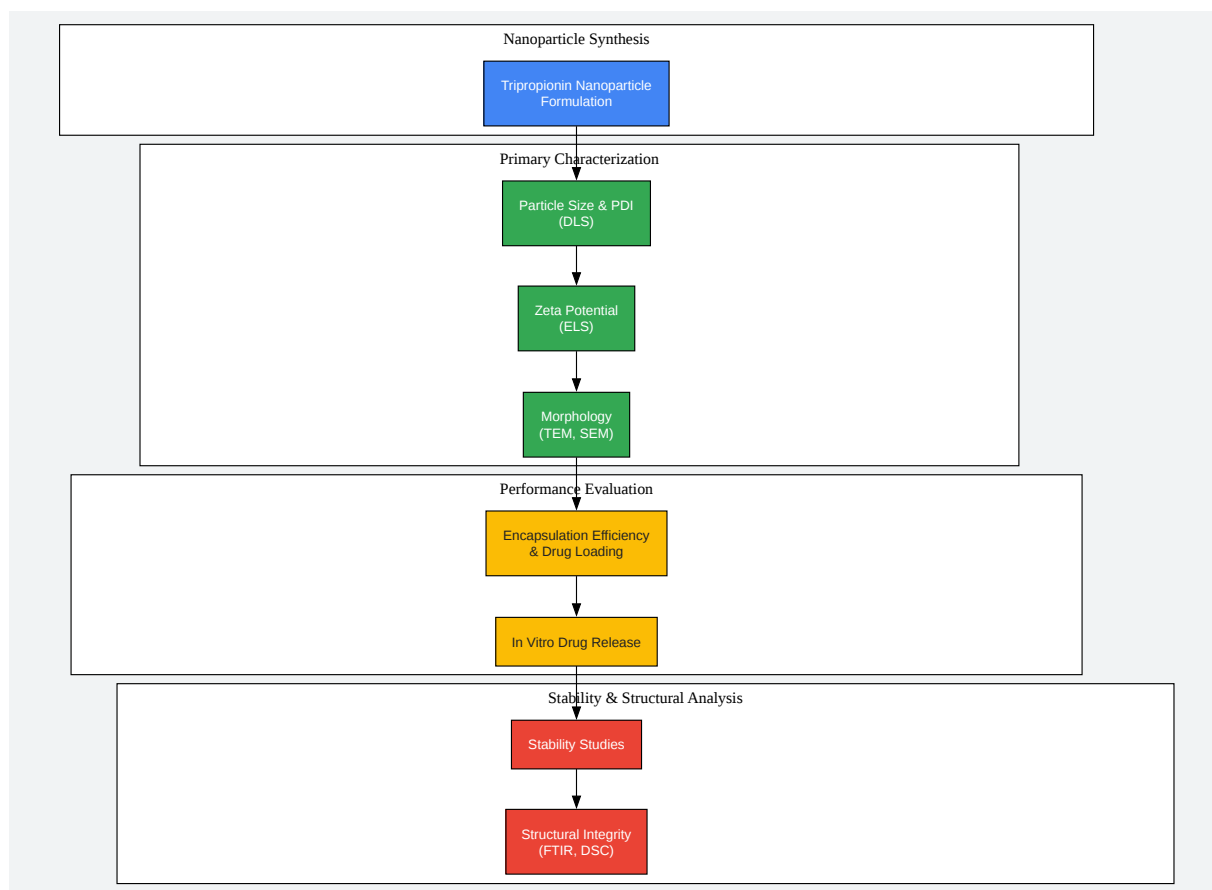 Nanoparticle Synthesis
Tripropionin Nanoparticle
Formulation
Primary Characterization
Particle Size & PDI
(DLS)
Zeta Potential
(ELS)
Morphology
(TEM, SEM)
Performance Evaluation
Encapsulation Efficiency
& Drug Loading
In Vitro Drug Release
Stability & Structural Analysis
Stability Studies
Structural Integrity
(FTIR, DSC)